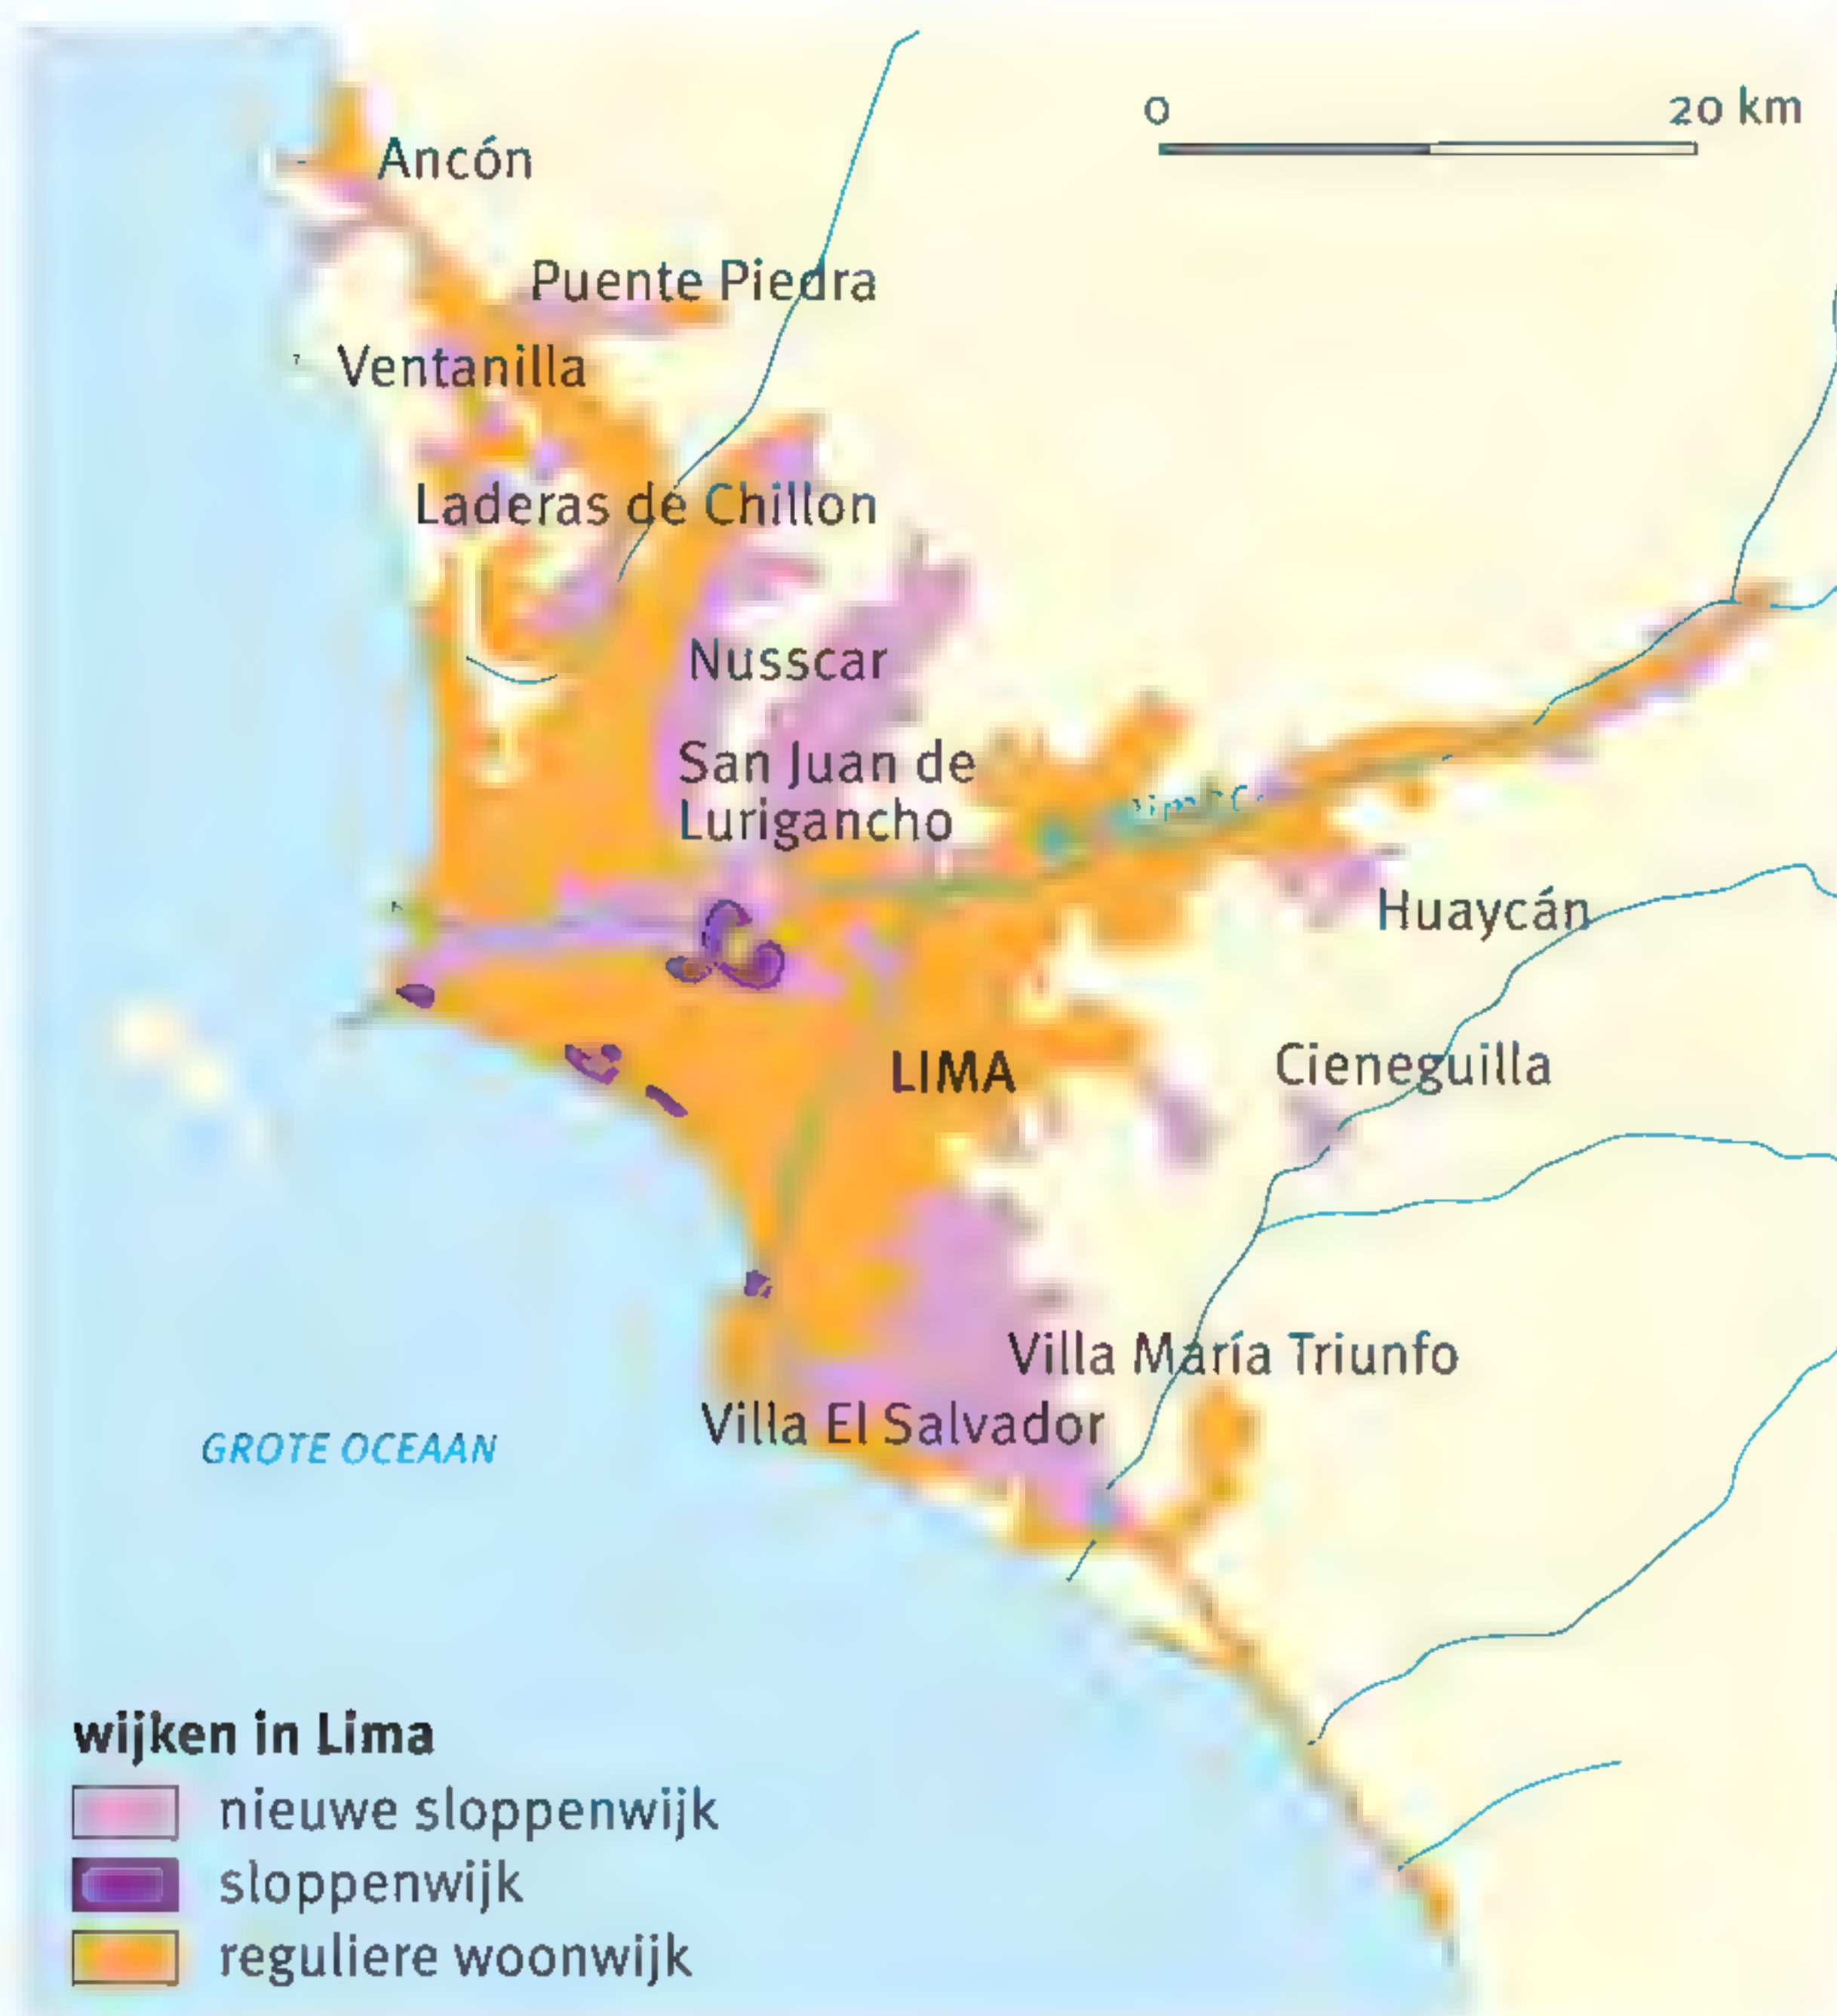 0 20 km
Ancón
Puente Piedra
Ventanilla
Laderas de Chillon
Nusscar
San Juan de
Lurigancho
Huaycán
LIMA
Cieneguilla
Villa María Triunfo
Villa El Salvador
GROTE OCEAAN
wijken in Lima
nieuwe sloppenwijk
sloppenwijk
reguliere woonwijk